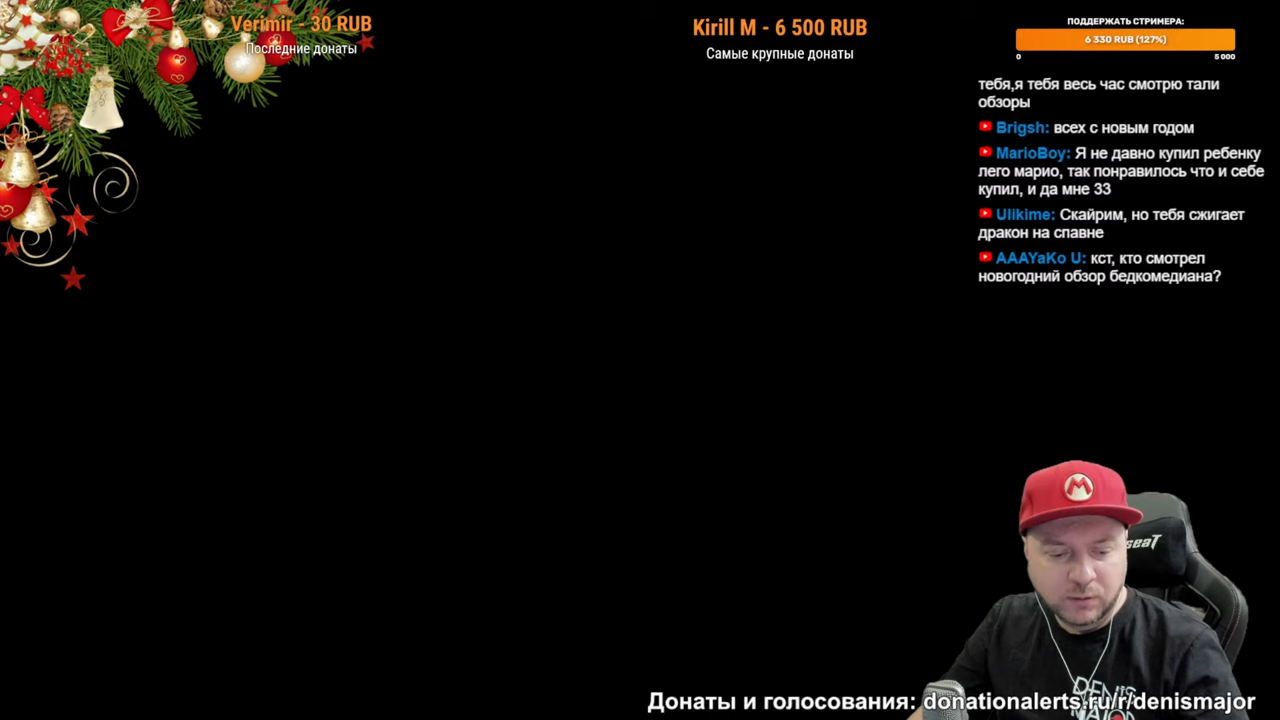 Verimir - 30 RUB
Последние донаты
Kirill M - 6 500 RUB
Самые крупные донаты
ПОДДЕРЖАТЬ СТРИМЕРА:
6 330 RUB (127%)
0
5 000
тебя,я тебя весь час смотрю тали
обзоры
Brigsh: всех с новым годом
MarioBoy: Я не давно купил ребенку
лего марио, так понравилось что и себе
купил, и да мне 33
Ulikime: Скайрим, но тебя сжигает
дракон на спавне
AAAYaKo U: кст, кто смотрел
новогодний обзор бедкомедиана?
M
seaT
DENIS
Донаты и голосования: donationalerts.ru/r/denismajor